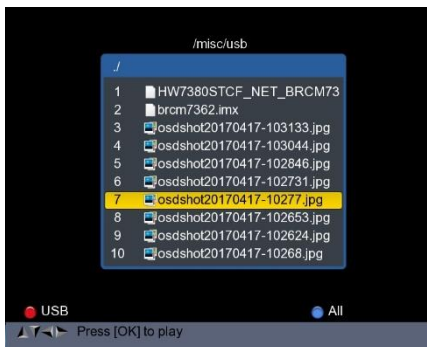 /misc/usb
./
1 HW7380STCF_NET_BRCM73
2 brcm7362.imx
3 osdshot20170417-103133.jpg
4 osdshot20170417-103044.jpg
5 osdshot20170417-102846.jpg
6 osdshot20170417-102731.jpg
7 osdshot20170417-10277.jpg
8 osdshot20170417-102653.jpg
9 osdshot20170417-102624.jpg
10 osdshot20170417-10268.jpg
USB All
Press [OK] to play